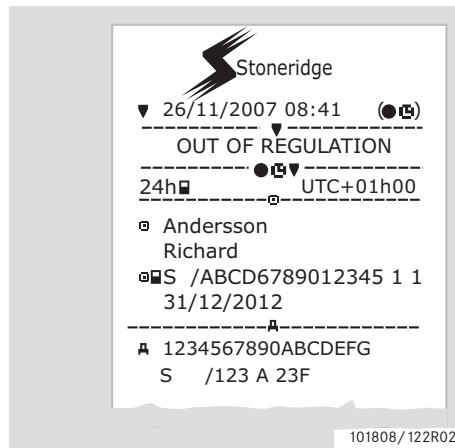 Stoneridge
▼ 26/11/2007 08:41 (●◷)
OUT OF REGULATION
24h UTC+01h00
Andersson
Richard
S /ABCD6789012345 1 1
31/12/2012
1234567890ABCDEFG
S /123 A 23F
101808/122R02